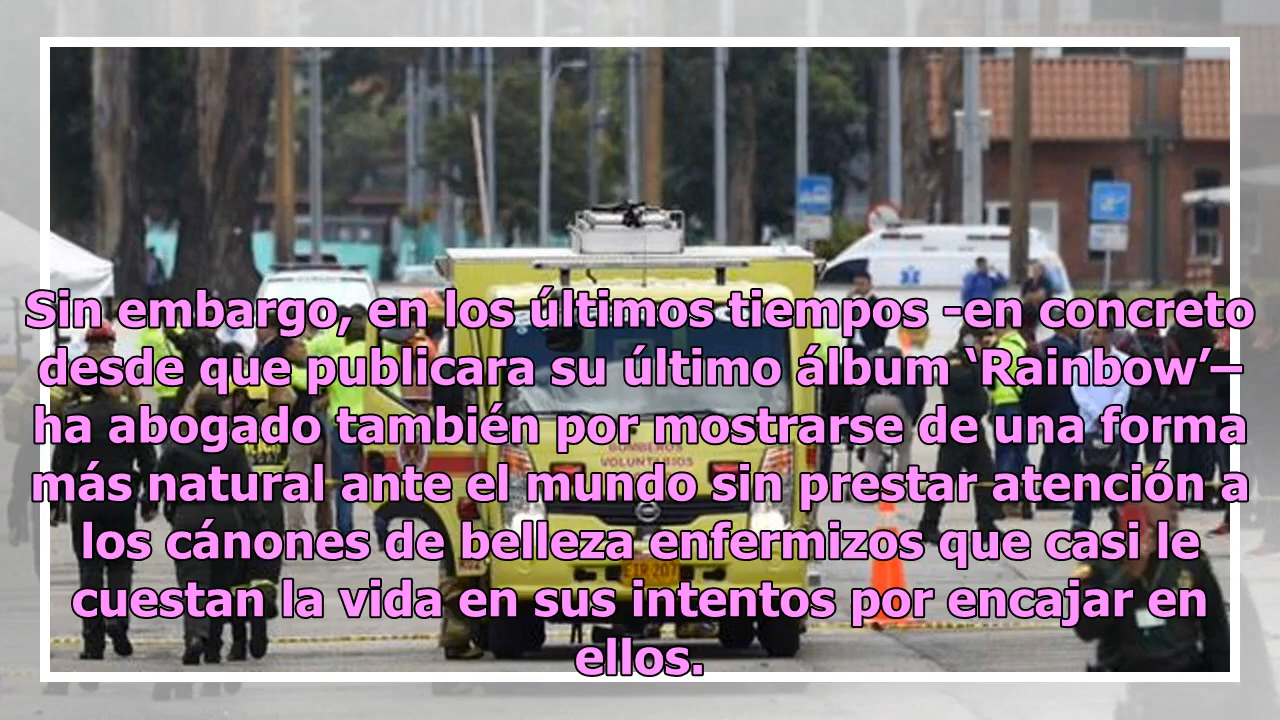 Sin embargo, en los últimos tiempos -en concreto
desde que publicara su último álbum ‘Rainbow’–
ha abogado también por mostrarse de una forma
más natural ante el mundo sin prestar atención a
los cánones de belleza enfermizos que casi le
cuestan la vida en sus intentos por encajar en
ellos.
BOMBEROS
VOLUNTARIOS